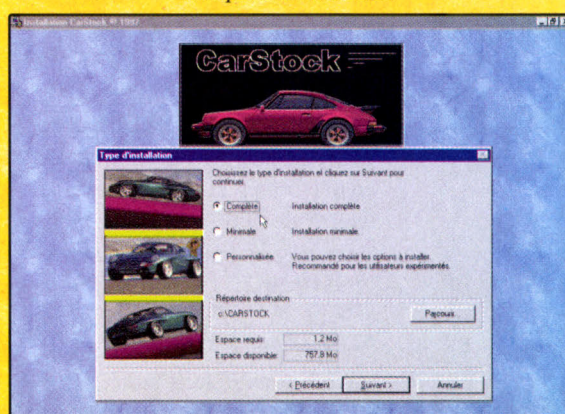 Installation CarStock © 1997
CarStock
Type d'installation
Choisissez le type d'installation et cliquez sur Suivant pour
continuer.
Complète Installation complète
Minimale Installation minimale
Personnalisée Vous pouvez choisir les options à installer.
Recommandé pour les utilisateurs expérimentés.
Répertoire destination
c:\CARSTOCK Parcourir...
Espace requis: 1,2 Mo
Espace disponible: 757,8 Mo
< Précédent Suivant > Annuler